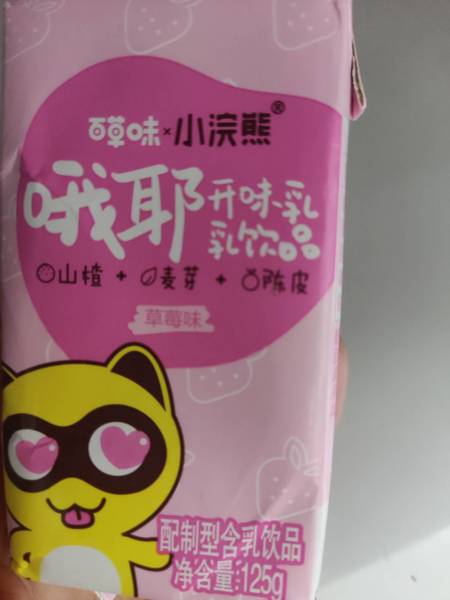 百草味×小浣熊®
哦耶开味乳
乳饮品
山楂+麦芽+陈皮
草莓味
配制型含乳饮品
净含量:125g